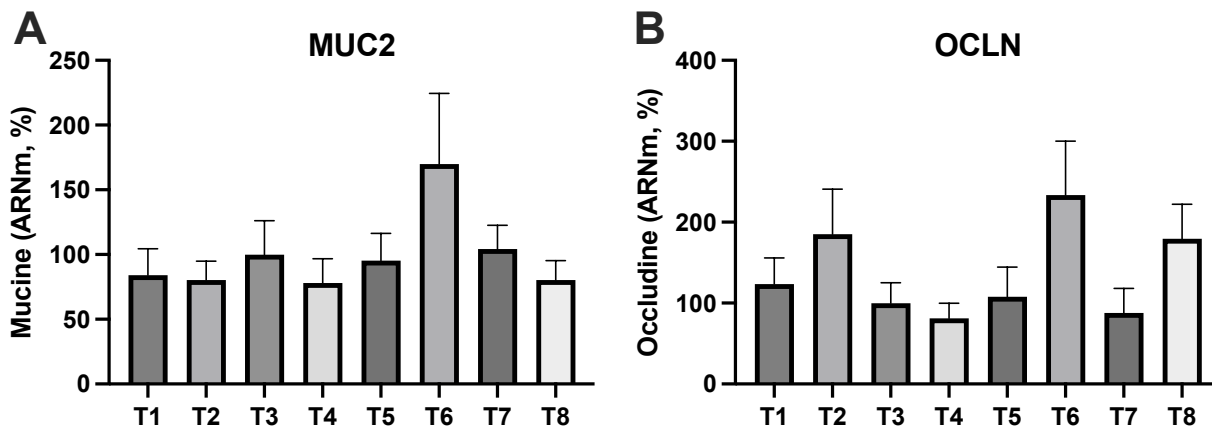 A
MUC2
Mucine (ARNm, %)
250
200
150
100
50
0
T1 T2 T3 T4 T5 T6 T7 T8
B
OCLN
Occludine (ARNm, %)
400
300
200
100
0
T1 T2 T3 T4 T5 T6 T7 T8